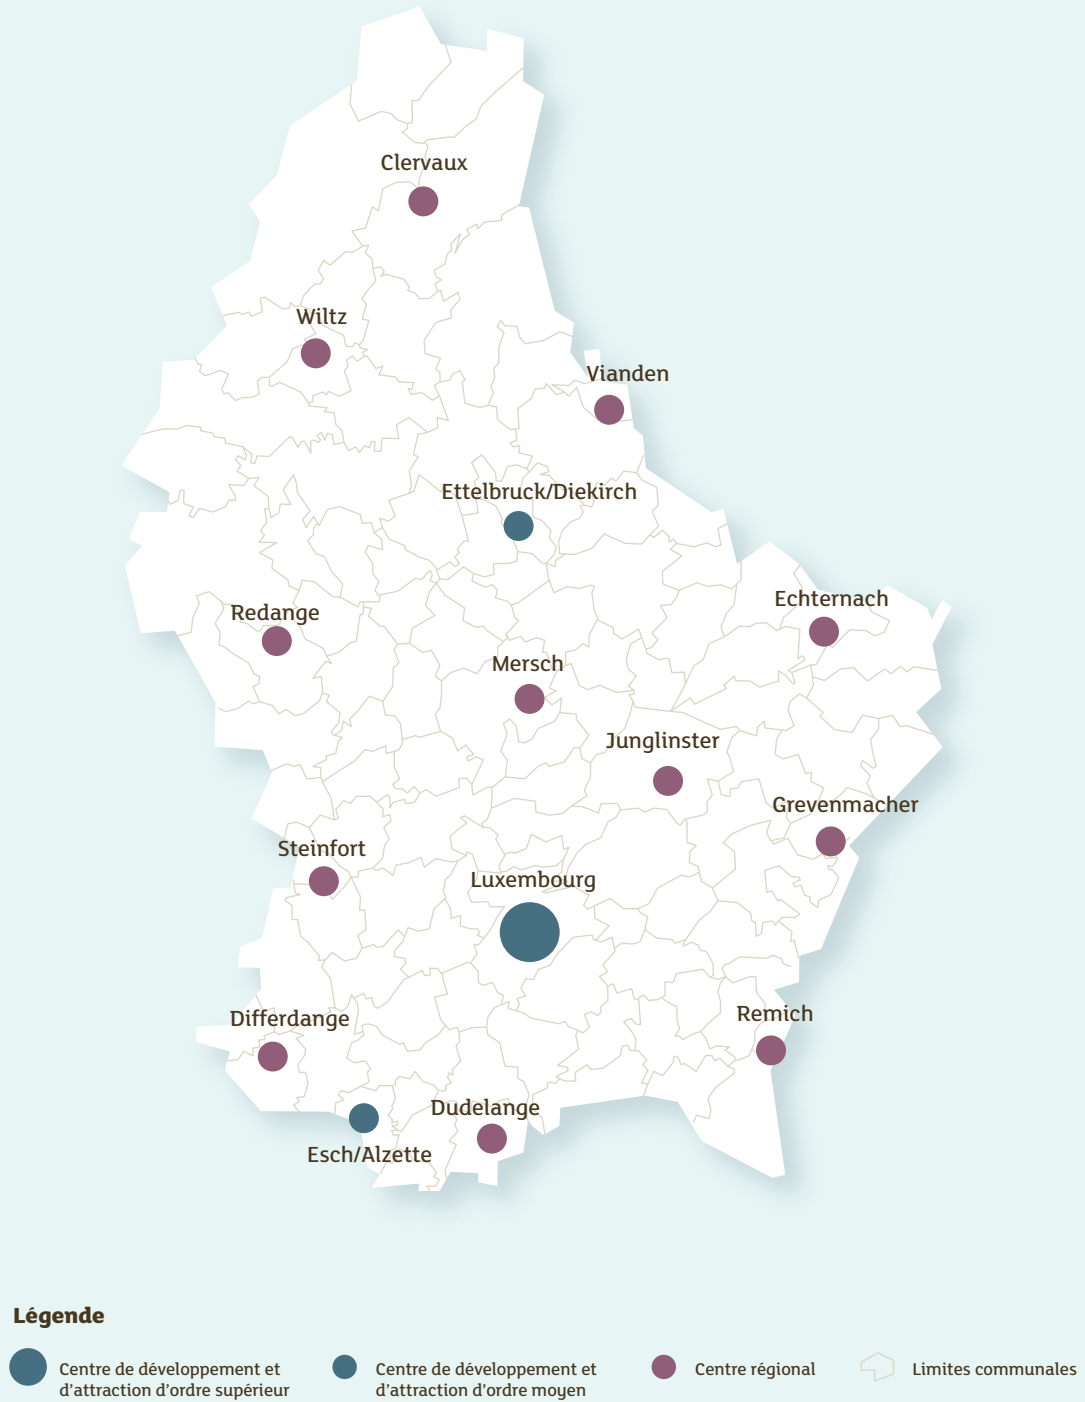 Clervaux
Wiltz
Vianden
Ettelbruck/Diekirch
Echternach
Redange
Mersch
Junglinster
Grevenmacher
Steinfort
Luxembourg
Remich
Differdange
Dudelange
Esch/Alzette
Légende
Centre de développement et
d'attraction d'ordre supérieur
Centre de développement et
d'attraction d'ordre moyen
Centre régional
Limites communales